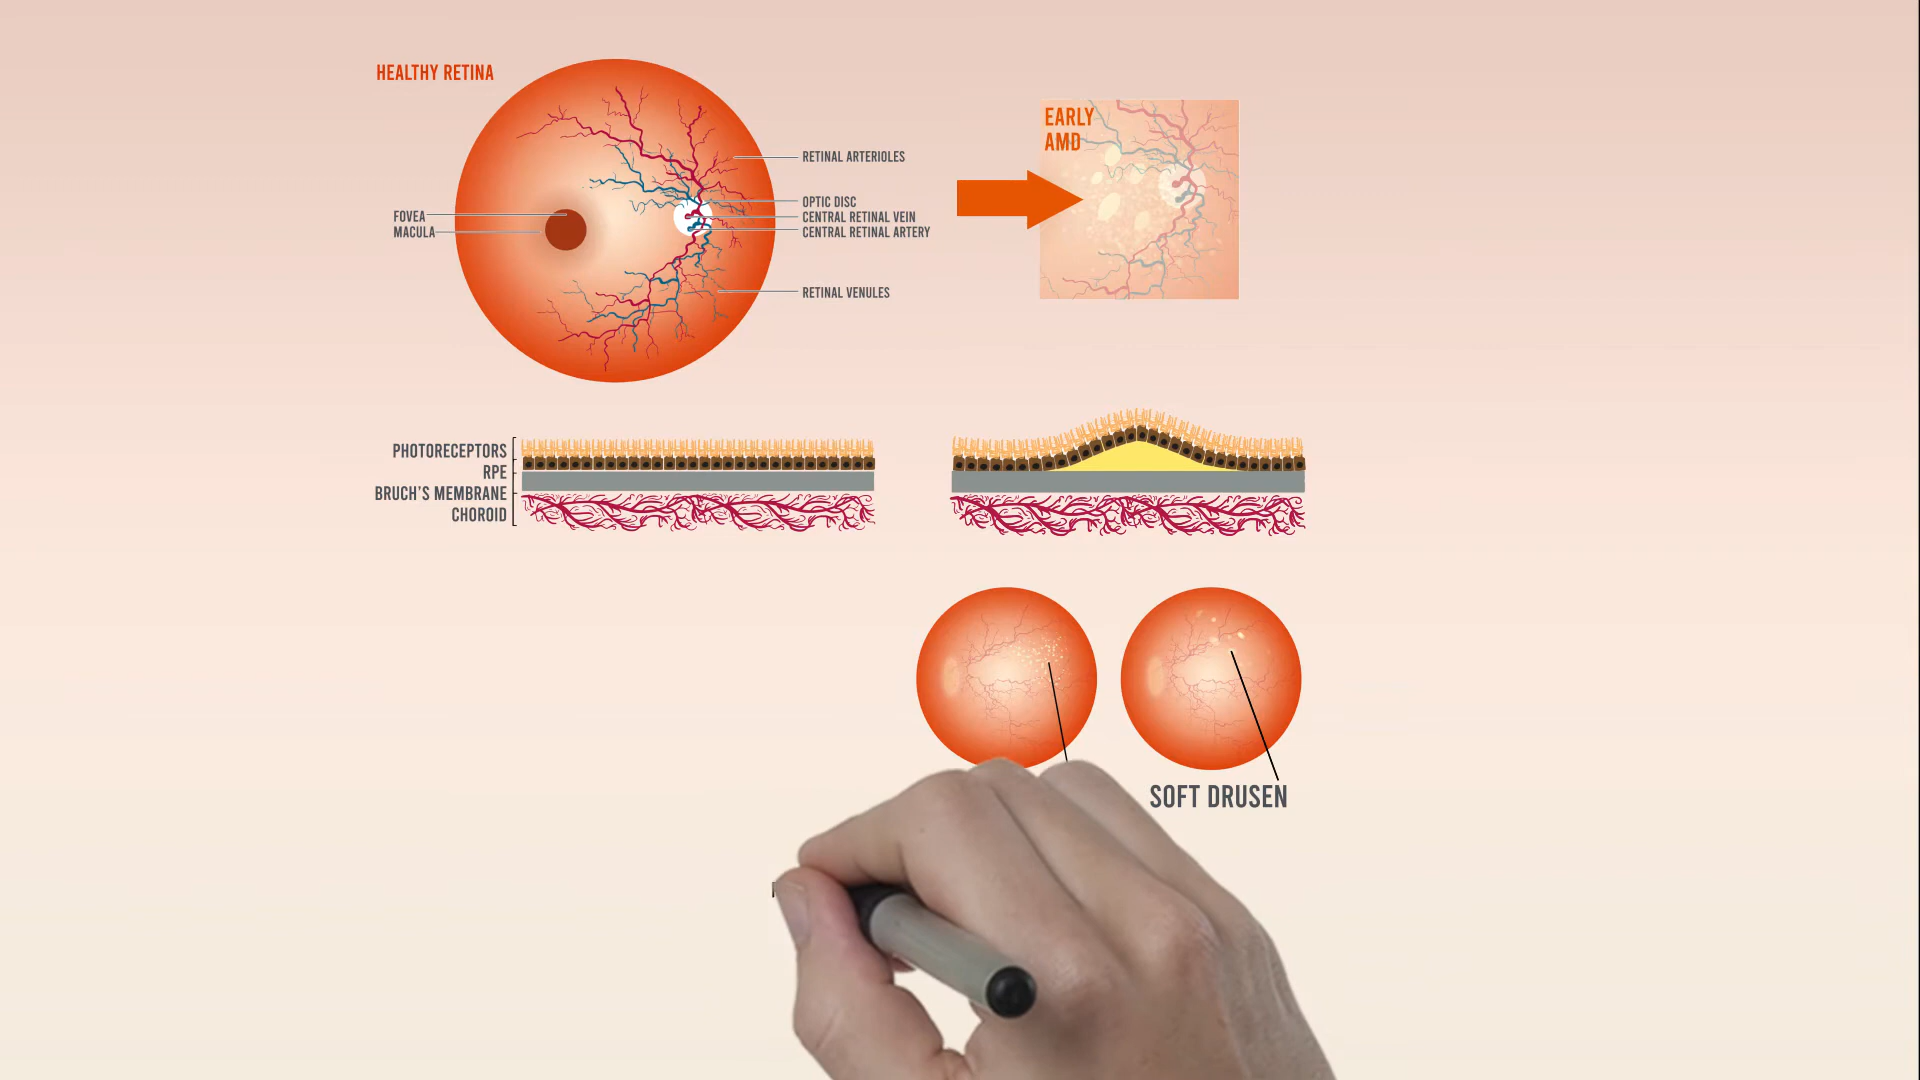 HEALTHY RETINA
RETINAL ARTERIOLES
OPTIC DISC
CENTRAL RETINAL VEIN
CENTRAL RETINAL ARTERY
RETINAL VENULES
FOVEA
MACULA
EARLY
AMD
PHOTORECEPTORS
RPE
BRUCH'S MEMBRANE
CHOROID
SOFT DRUSEN